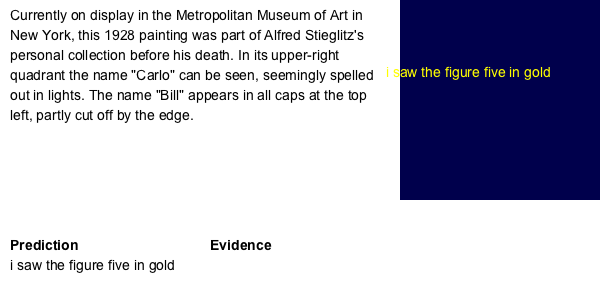 Currently on display in the Metropolitan Museum of Art in
New York, this 1928 painting was part of Alfred Stieglitz's
personal collection before his death. In its upper-right
quadrant the name "Carlo" can be seen, seemingly spelled
out in lights. The name "Bill" appears in all caps at the top
left, partly cut off by the edge.
i saw the figure five in gold
Prediction Evidence
i saw the figure five in gold